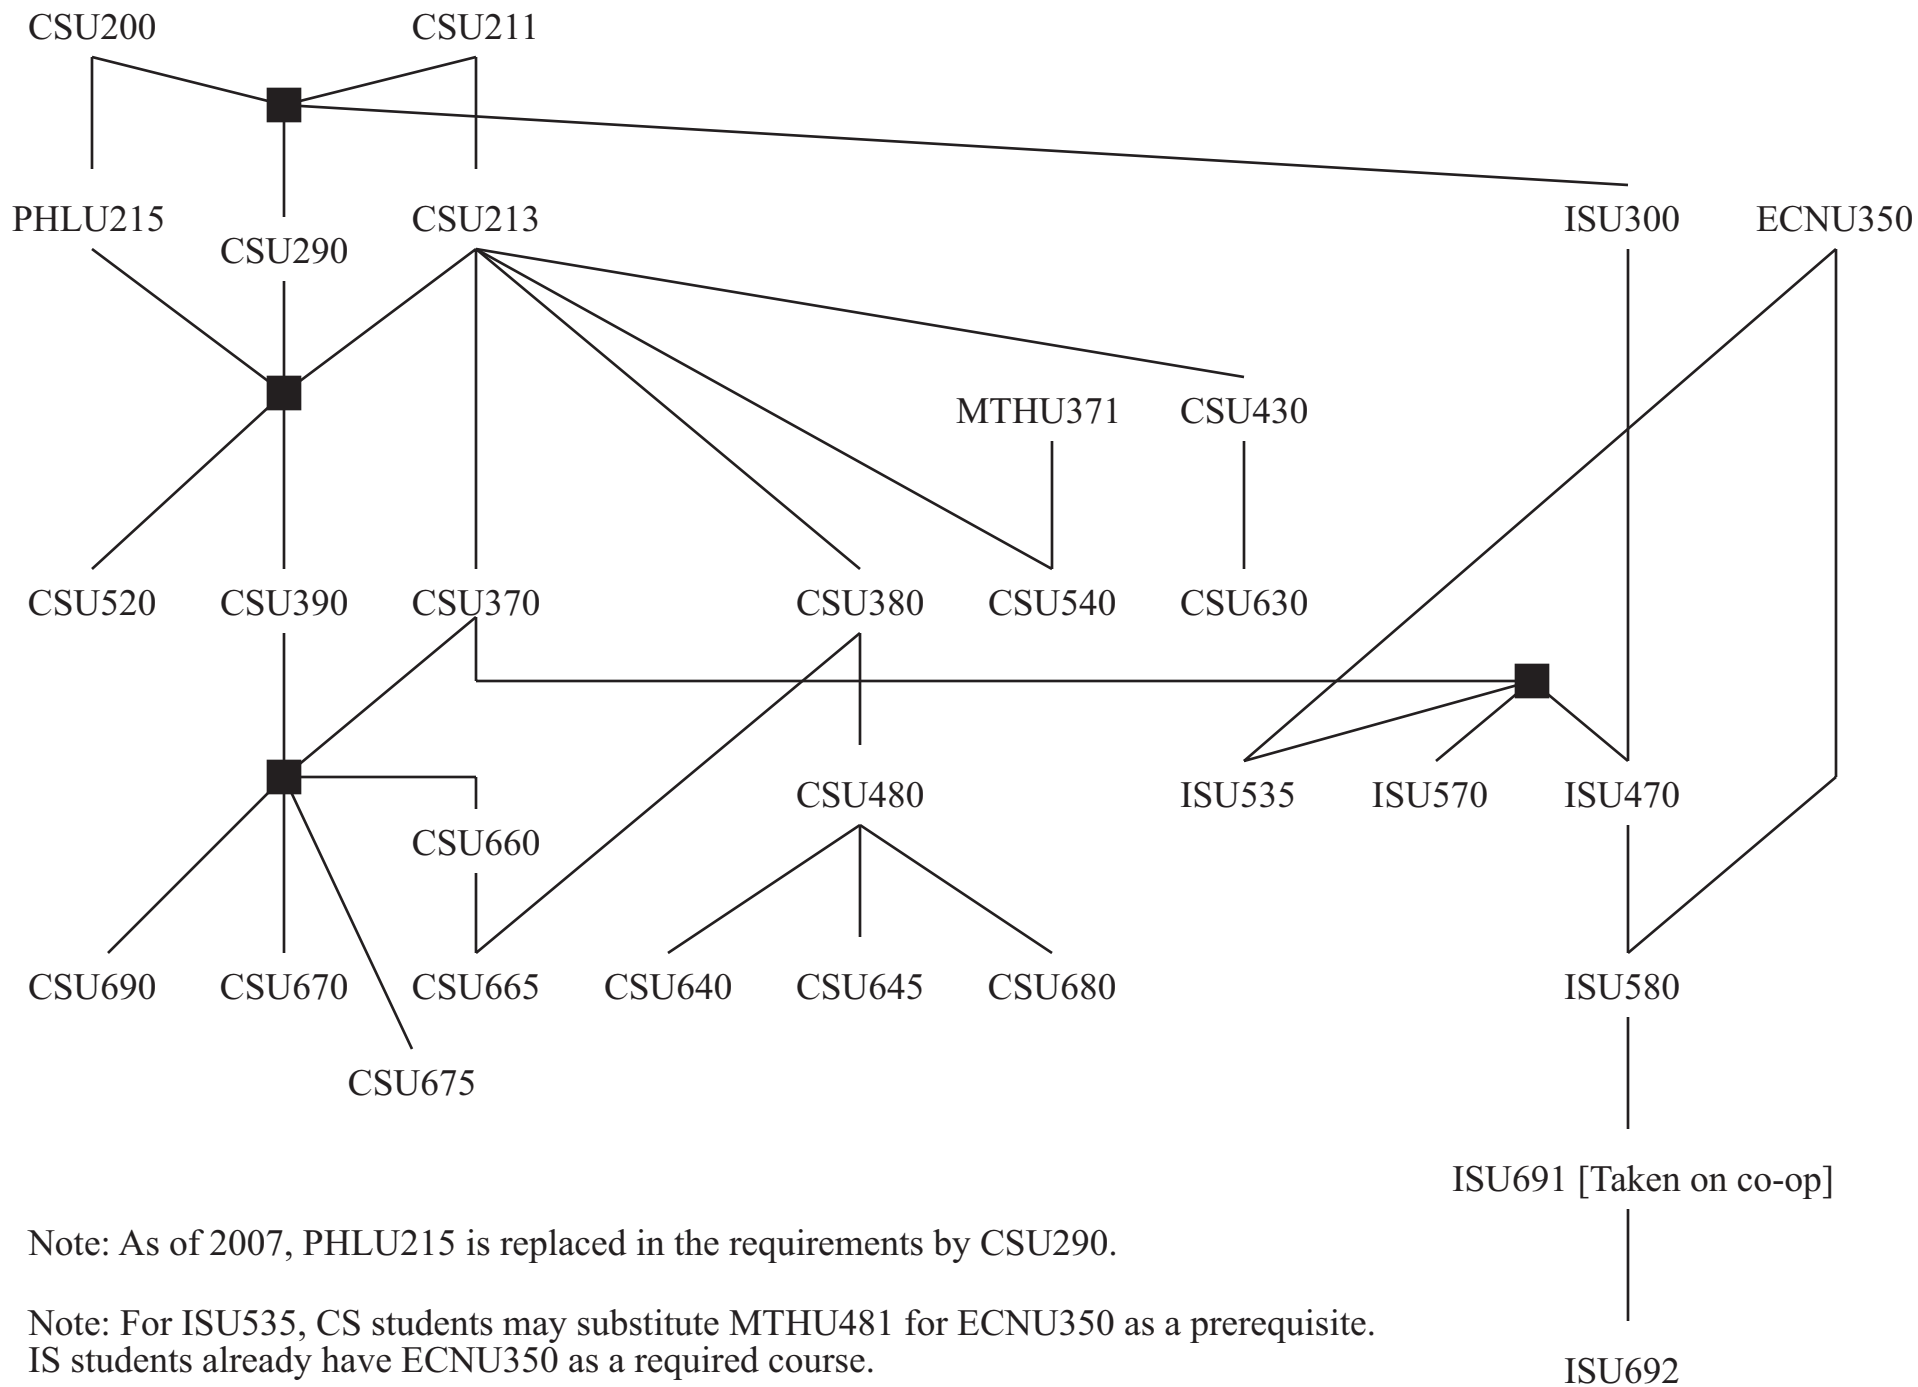 CSU200 CSU211
PHLU215 CSU213 ISU300 ECNU350
CSU290
MTHU371 CSU430
CSU520 CSU390 CSU370 CSU380 CSU540 CSU630
CSU480 ISU535 ISU570 ISU470
CSU660
CSU690 CSU670 CSU665 CSU640 CSU645 CSU680 ISU580
CSU675
ISU691 [Taken on co-op]
Note: As of 2007, PHLU215 is replaced in the requirements by CSU290.
Note: For ISU535, CS students may substitute MTHU481 for ECNU350 as a prerequisite.
IS students already have ECNU350 as a required course.
ISU692